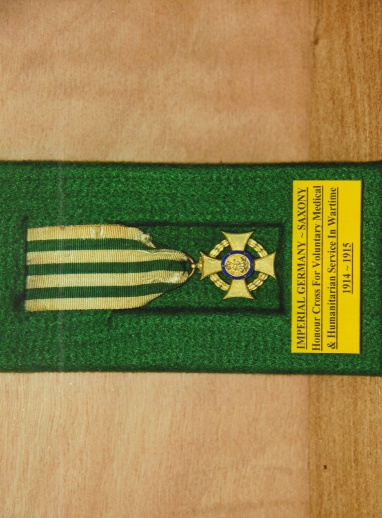 IMPERIAL GERMANY ~ SAXONY
Honour Cross For Voluntary Medical
& Humanitarian Service In Wartime
1914 ~ 1915